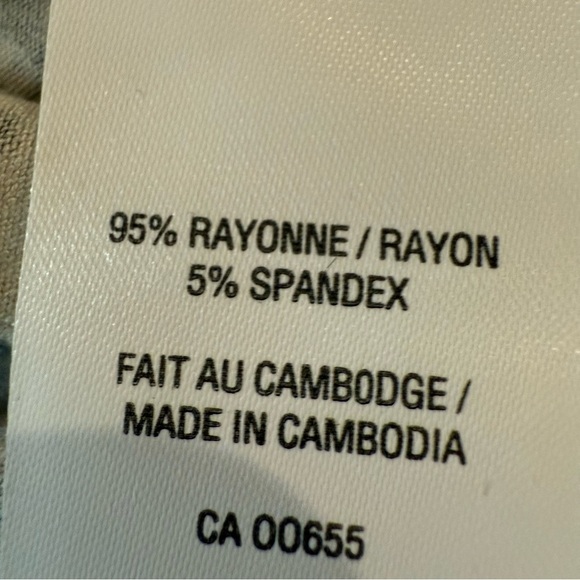 95% RAYONNE / RAYON
5% SPANDEX
FAIT AU CAMBODGE /
MADE IN CAMBODIA
CA 00655